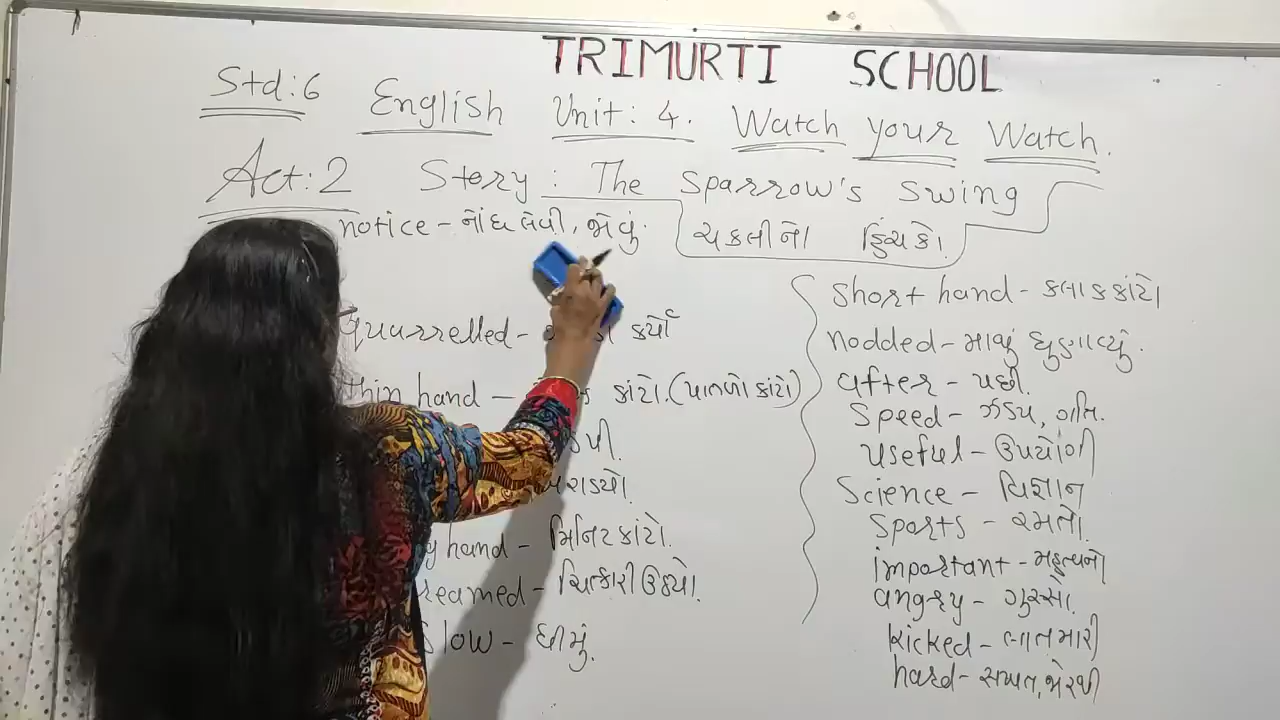 TRIMURTI SCHOOL
Std:6 English Unit: 4. Watch your Watch.
Act:2 Story: The Sparrow's Swing
ચકલીનો હિંચકો.
notice - નોંધ લેવી, જોવું.
ququrrelled - કર્યો
thin hand - કાંટો. (પાતળો કાંટો)
hand - મિનિટ કાંટો.
reamed - ચિત્કારી ઉઠ્યો.
Slow - ધીમું.
Short hand - કલાક કાંટો
nodded - માથું ધુણાવ્યું.
after - પછી.
Speed - ઝડપ, ગતિ.
useful - ઉપયોગી
Science - વિજ્ઞાન
Sports - રમતો.
important - મહત્વનો
angry - ગુસ્સો.
kicked - લાત મારી
hard - સખત, જોરથી